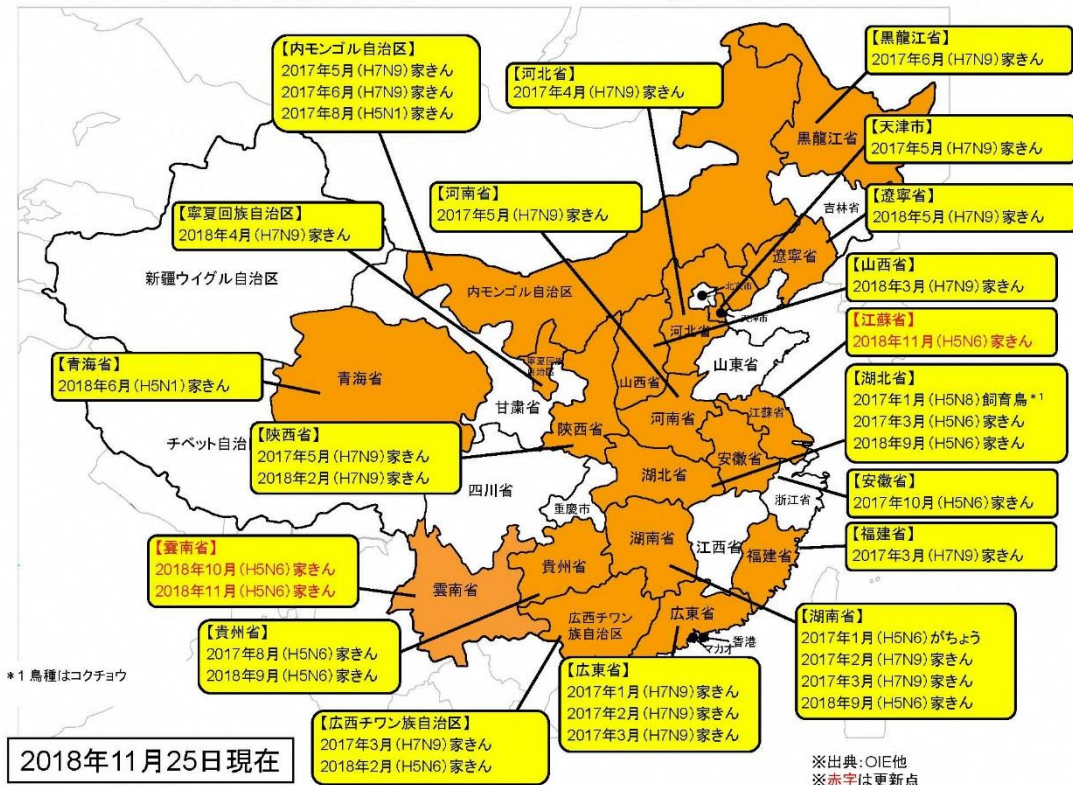 【内モンゴル自治区】
2017年5月(H7N9)家きん
2017年6月(H7N9)家きん
2017年8月(H5N1)家きん
【河北省】
2017年4月(H7N9)家きん
【黒龍江省】
2017年6月(H7N9)家きん
【天津市】
2017年5月(H7N9)家きん
【河南省】
2017年5月(H7N9)家きん
【遼寧省】
2018年5月(H7N9)家きん
【寧夏回族自治区】
2018年4月(H7N9)家きん
【山西省】
2018年3月(H7N9)家きん
【江蘇省】
2018年11月(H5N6)家きん
【青海省】
2018年6月(H5N1)家きん
【湖北省】
2017年1月(H5N8)飼育鳥*1
2017年3月(H5N6)家きん
2018年9月(H5N6)家きん
【陝西省】
2017年5月(H7N9)家きん
2018年2月(H7N9)家きん
【安徽省】
2017年10月(H5N6)家きん
【福建省】
2017年3月(H7N9)家きん
【雲南省】
2018年10月(H5N6)家きん
2018年11月(H5N6)家きん
【貴州省】
2017年8月(H5N6)家きん
2018年9月(H5N6)家きん
【湖南省】
2017年1月(H5N6)がちょう
2017年2月(H7N9)家きん
2017年3月(H7N9)家きん
2018年9月(H5N6)家きん
【広東省】
2017年1月(H7N9)家きん
2017年2月(H7N9)家きん
2017年3月(H7N9)家きん
【広西チワン族自治区】
2017年3月(H7N9)家きん
2018年2月(H5N6)家きん
黒龍江省
吉林省
遼寧省
新疆ウイグル自治区
内モンゴル自治区
北京市
天津市
河北省
山東省
寧夏回族
自治区
山西省
青海省
甘粛省
陝西省
河南省
江蘇省
チベット自治
安徽省
湖北省
四川省
重慶市
浙江省
湖南省
江西省
福建省
貴州省
雲南省
広西チワン
族自治区
広東省
香港
マカオ
*1 鳥種はコクチョウ
2018年11月25日現在
※出典:OIE他
※赤字は更新点